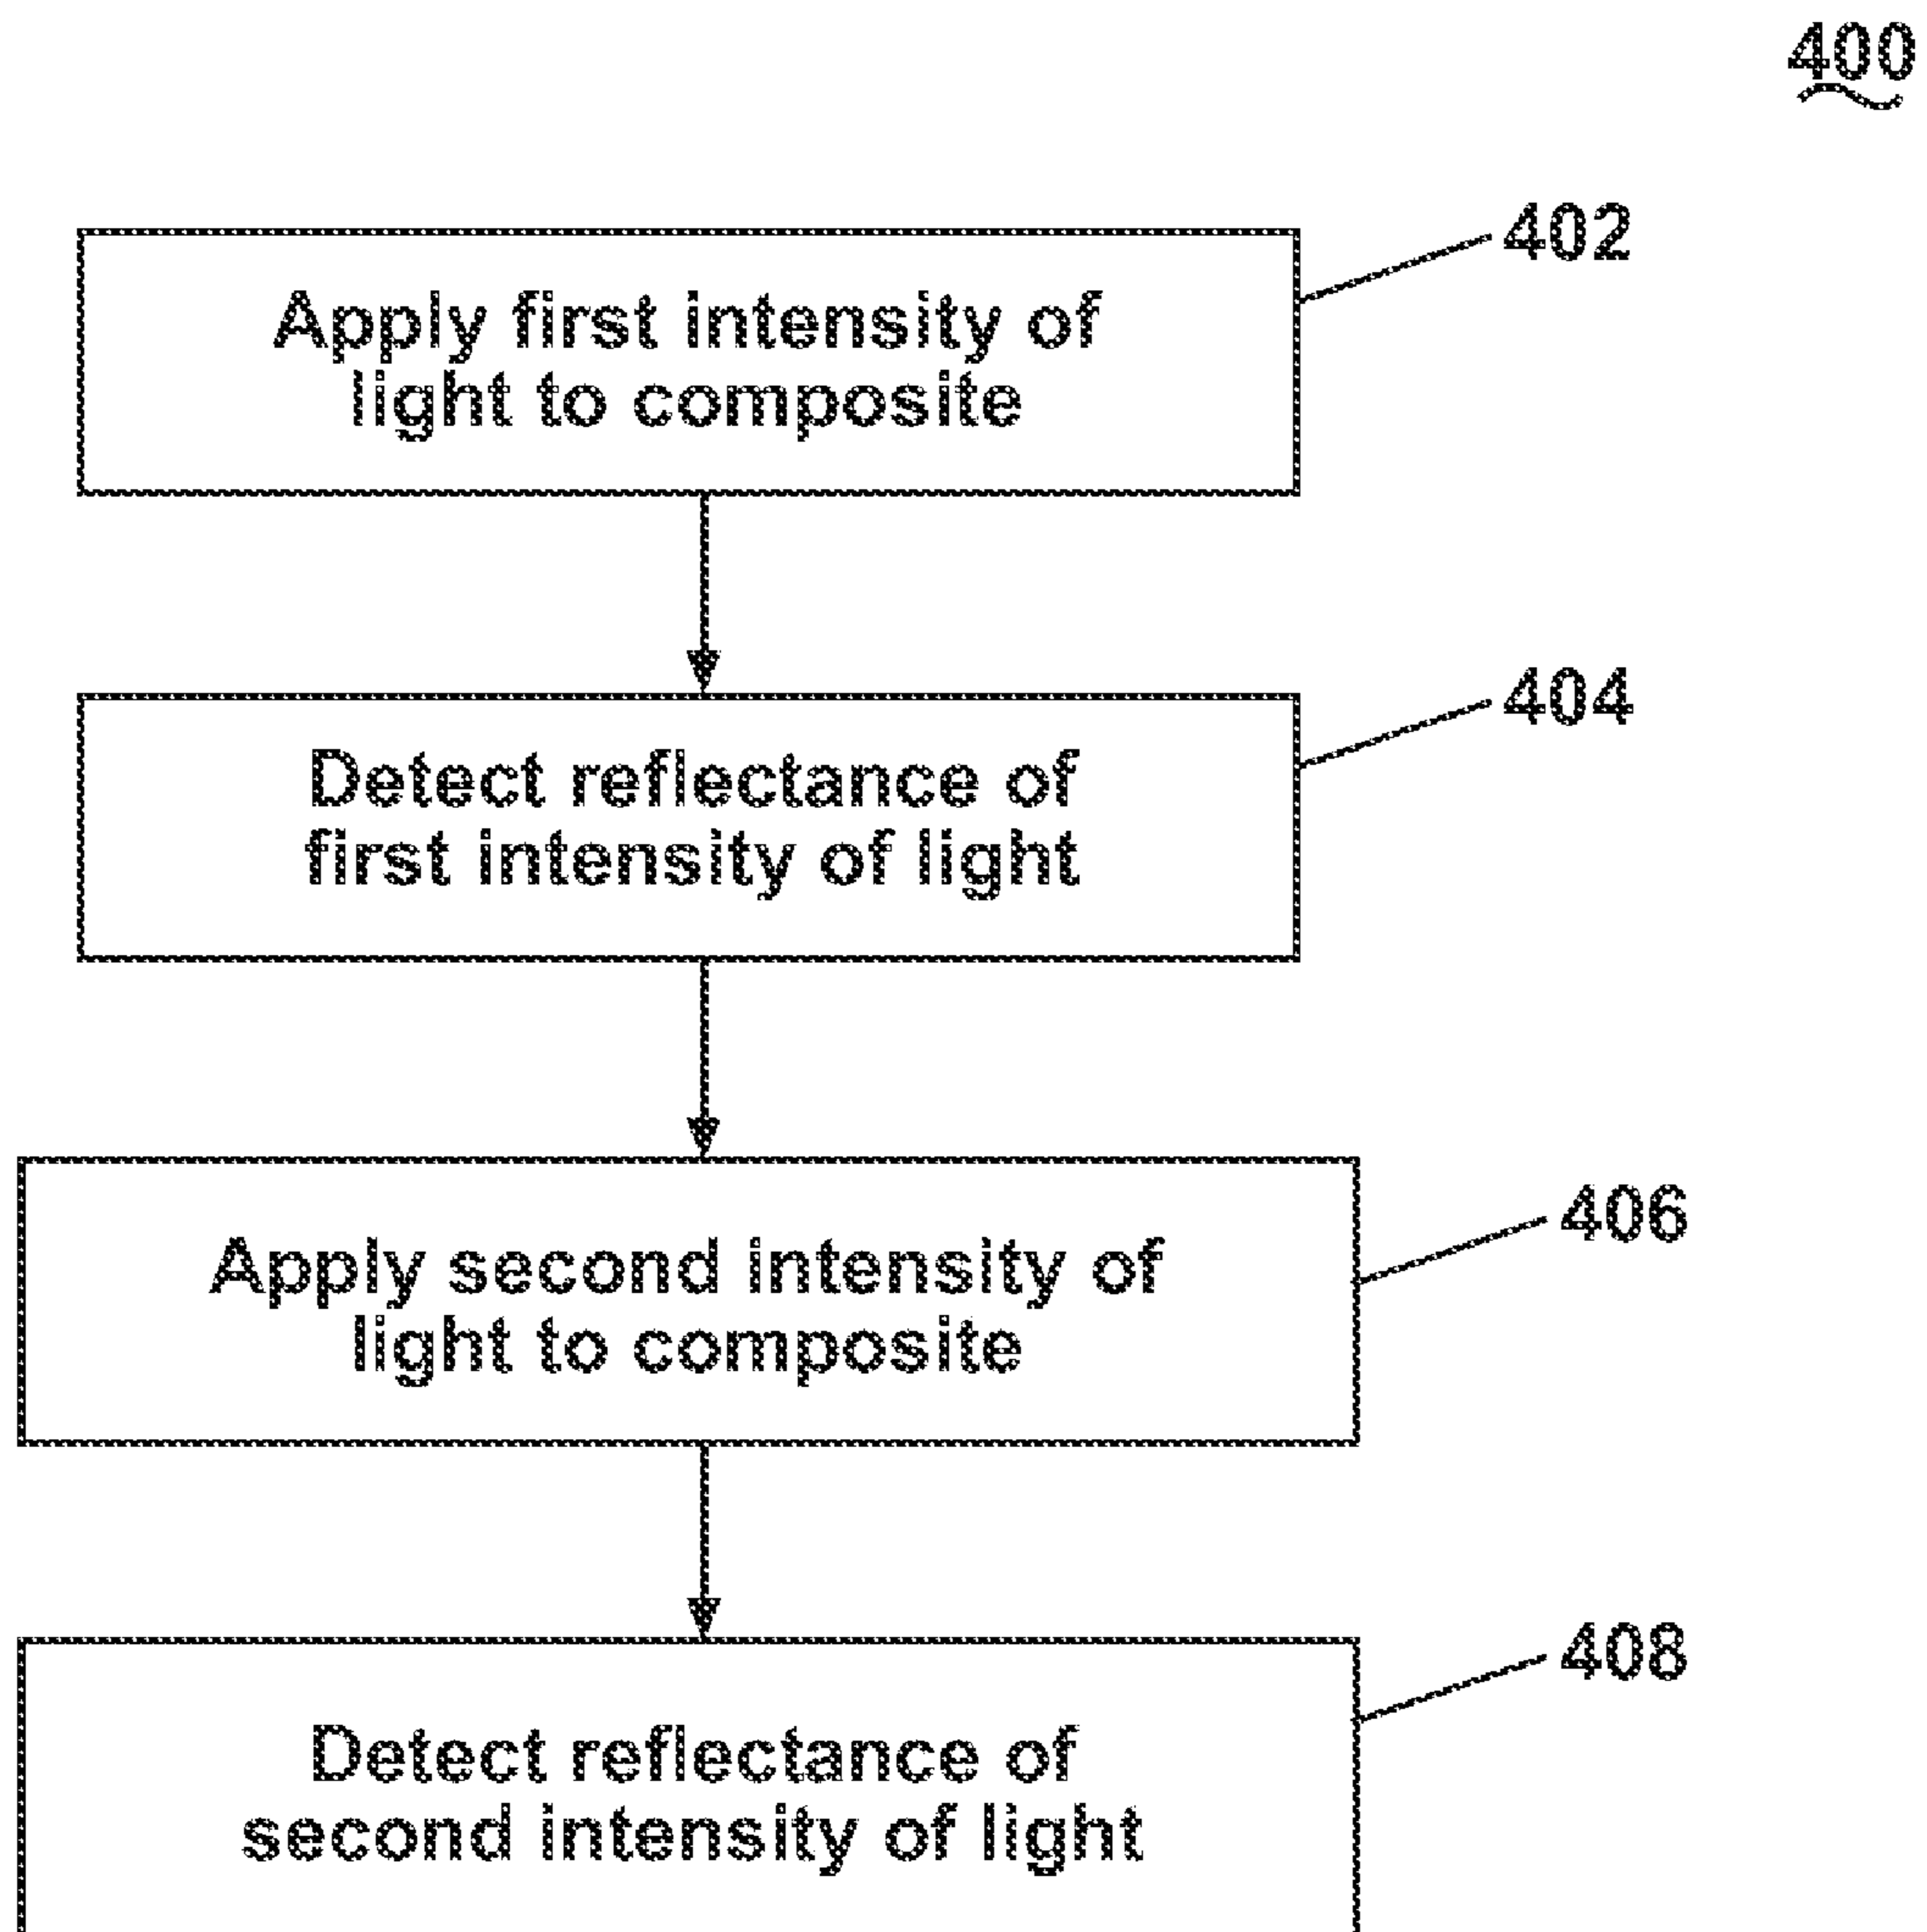 400
402
Apply first intensity of
light to composite
404
Detect reflectance of
first intensity of light
406
Apply second intensity of
light to composite
408
Detect reflectance of
second intensity of light